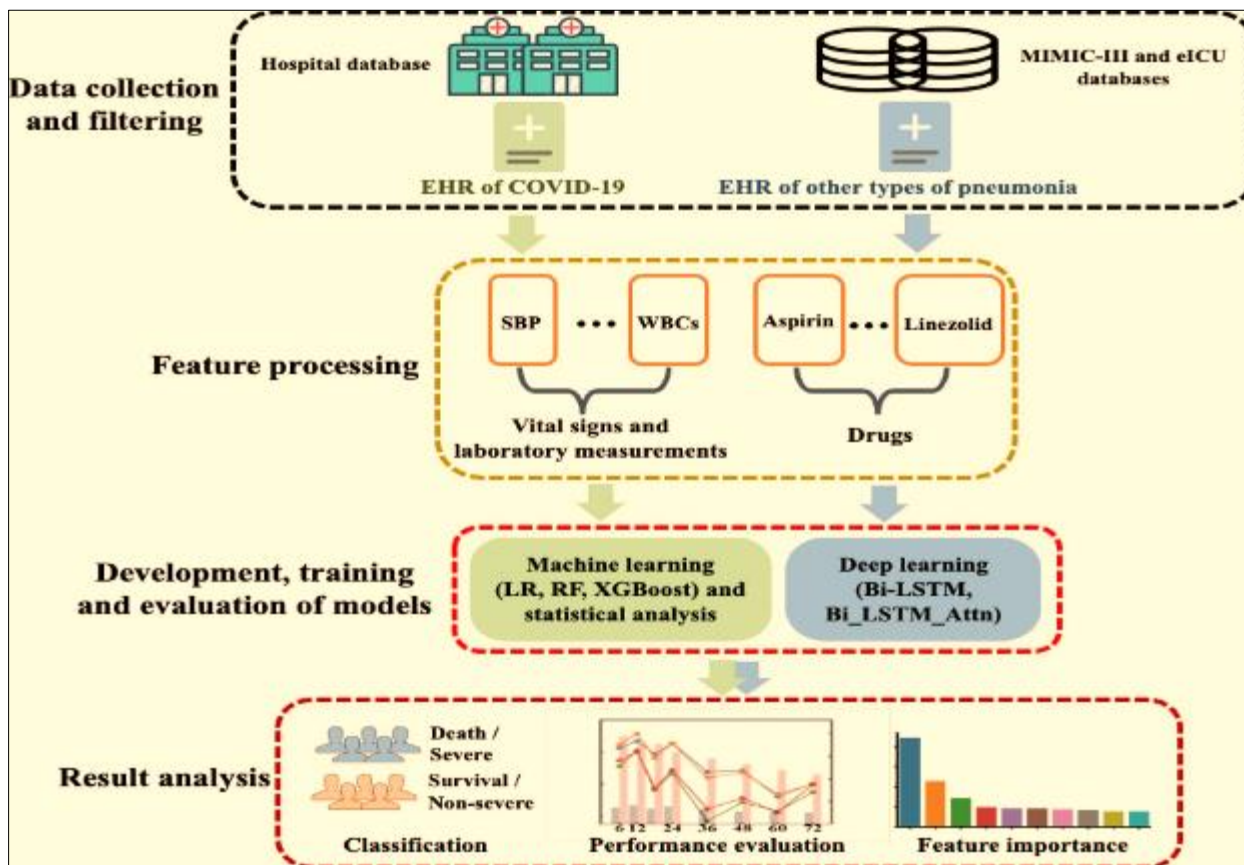 Data collection
and filtering
Hospital database
MIMIC-III and eICU
databases
EHR of COVID-19
EHR of other types of pneumonia
Feature processing
SBP
•••
WBCs
Aspirin
•••
Linezolid
Vital signs and
laboratory measurements
Drugs
Development, training
and evaluation of models
Machine learning
(LR, RF, XGBoost) and
statistical analysis
Deep learning
(Bi-LSTM,
Bi_LSTM_Attn)
Result analysis
Death /
Severe
Survival /
Non-severe
Classification
6 12 24 36 48 60 72
Performance evaluation
Feature importance